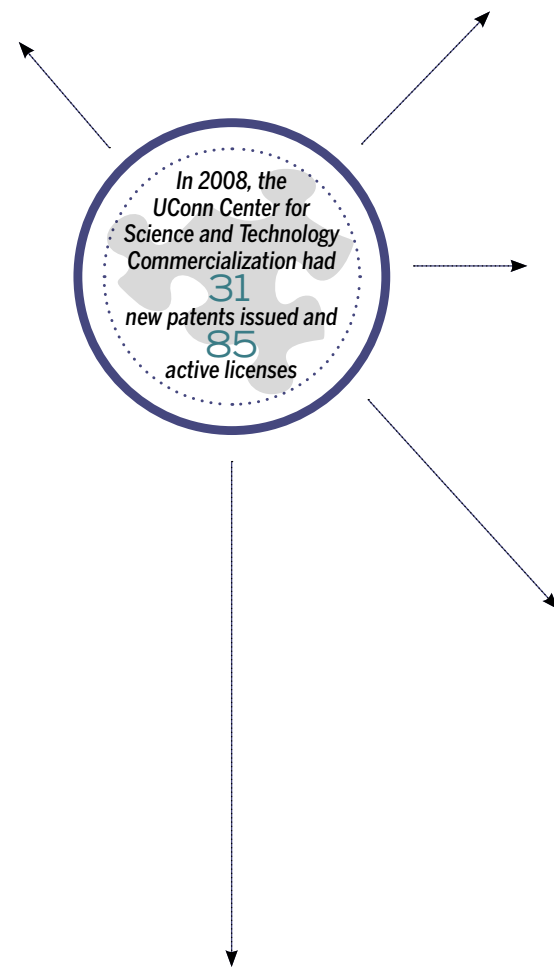 In 2008, the
UConn Center for
Science and Technology
Commercialization had
31
new patents issued and
85
active licenses